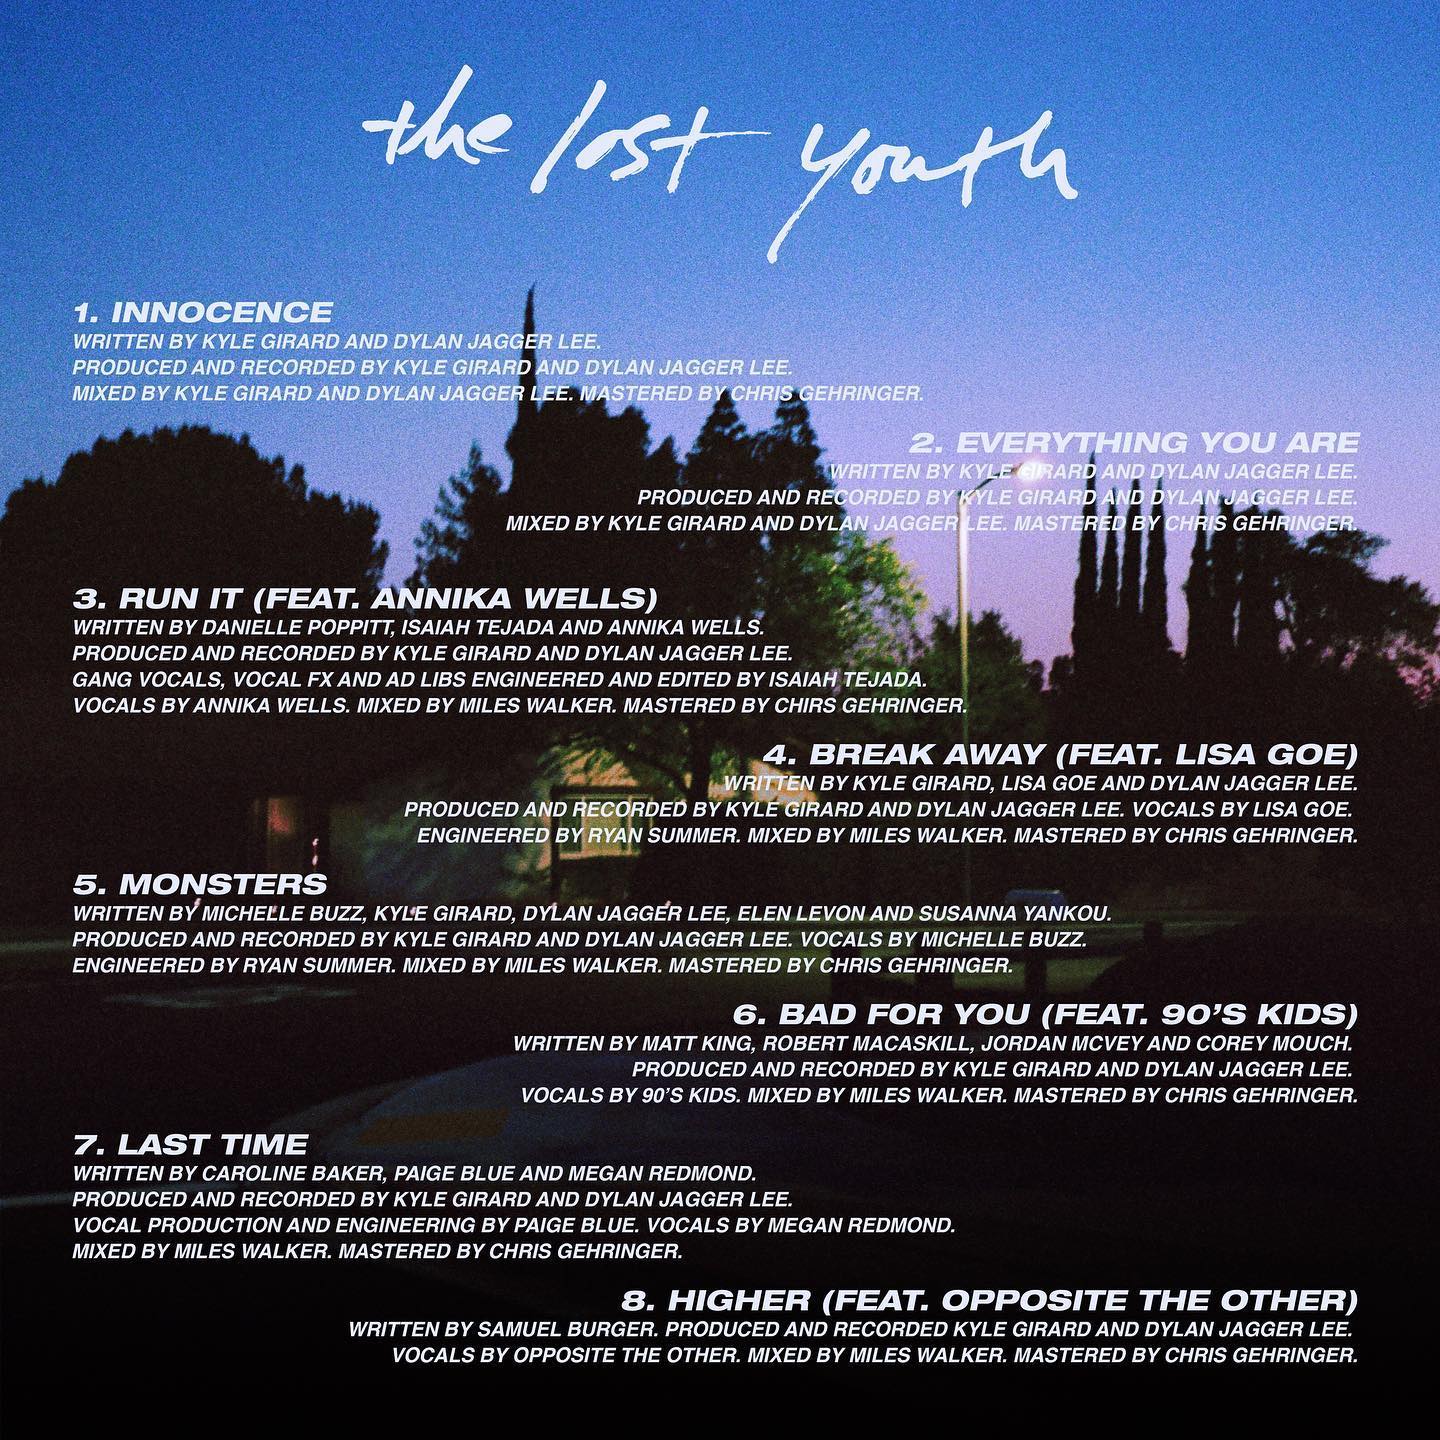 the lost youth
1. INNOCENCE
WRITTEN BY KYLE GIRARD AND DYLAN JAGGER LEE.
PRODUCED AND RECORDED BY KYLE GIRARD AND DYLAN JAGGER LEE.
MIXED BY KYLE GIRARD AND DYLAN JAGGER LEE. MASTERED BY CHRIS GEHRINGER.
2. EVERYTHING YOU ARE
WRITTEN BY KYLE GIRARD AND DYLAN JAGGER LEE.
PRODUCED AND RECORDED BY KYLE GIRARD AND DYLAN JAGGER LEE.
MIXED BY KYLE GIRARD AND DYLAN JAGGER LEE. MASTERED BY CHRIS GEHRINGER.
3. RUN IT (FEAT. ANNIKA WELLS)
WRITTEN BY DANIELLE POPPITT, ISAIAH TEJADA AND ANNIKA WELLS.
PRODUCED AND RECORDED BY KYLE GIRARD AND DYLAN JAGGER LEE.
GANG VOCALS, VOCAL FX AND AD LIBS ENGINEERED AND EDITED BY ISAIAH TEJADA.
VOCALS BY ANNIKA WELLS. MIXED BY MILES WALKER. MASTERED BY CHIRS GEHRINGER.
4. BREAK AWAY (FEAT. LISA GOE)
WRITTEN BY KYLE GIRARD, LISA GOE AND DYLAN JAGGER LEE.
PRODUCED AND RECORDED BY KYLE GIRARD AND DYLAN JAGGER LEE. VOCALS BY LISA GOE.
ENGINEERED BY RYAN SUMMER. MIXED BY MILES WALKER. MASTERED BY CHRIS GEHRINGER.
5. MONSTERS
WRITTEN BY MICHELLE BUZZ, KYLE GIRARD, DYLAN JAGGER LEE, ELEN LEVON AND SUSANNA YANKOU.
PRODUCED AND RECORDED BY KYLE GIRARD AND DYLAN JAGGER LEE. VOCALS BY MICHELLE BUZZ.
ENGINEERED BY RYAN SUMMER. MIXED BY MILES WALKER. MASTERED BY CHRIS GEHRINGER.
6. BAD FOR YOU (FEAT. 90'S KIDS)
WRITTEN BY MATT KING, ROBERT MACASKILL, JORDAN MCVEY AND COREY MOUCH.
PRODUCED AND RECORDED BY KYLE GIRARD AND DYLAN JAGGER LEE.
VOCALS BY 90'S KIDS. MIXED BY MILES WALKER. MASTERED BY CHRIS GEHRINGER.
7. LAST TIME
WRITTEN BY CAROLINE BAKER, PAIGE BLUE AND MEGAN REDMOND.
PRODUCED AND RECORDED BY KYLE GIRARD AND DYLAN JAGGER LEE.
VOCAL PRODUCTION AND ENGINEERING BY PAIGE BLUE. VOCALS BY MEGAN REDMOND.
MIXED BY MILES WALKER. MASTERED BY CHRIS GEHRINGER.
8. HIGHER (FEAT. OPPOSITE THE OTHER)
WRITTEN BY SAMUEL BURGER. PRODUCED AND RECORDED KYLE GIRARD AND DYLAN JAGGER LEE.
VOCALS BY OPPOSITE THE OTHER. MIXED BY MILES WALKER. MASTERED BY CHRIS GEHRINGER.